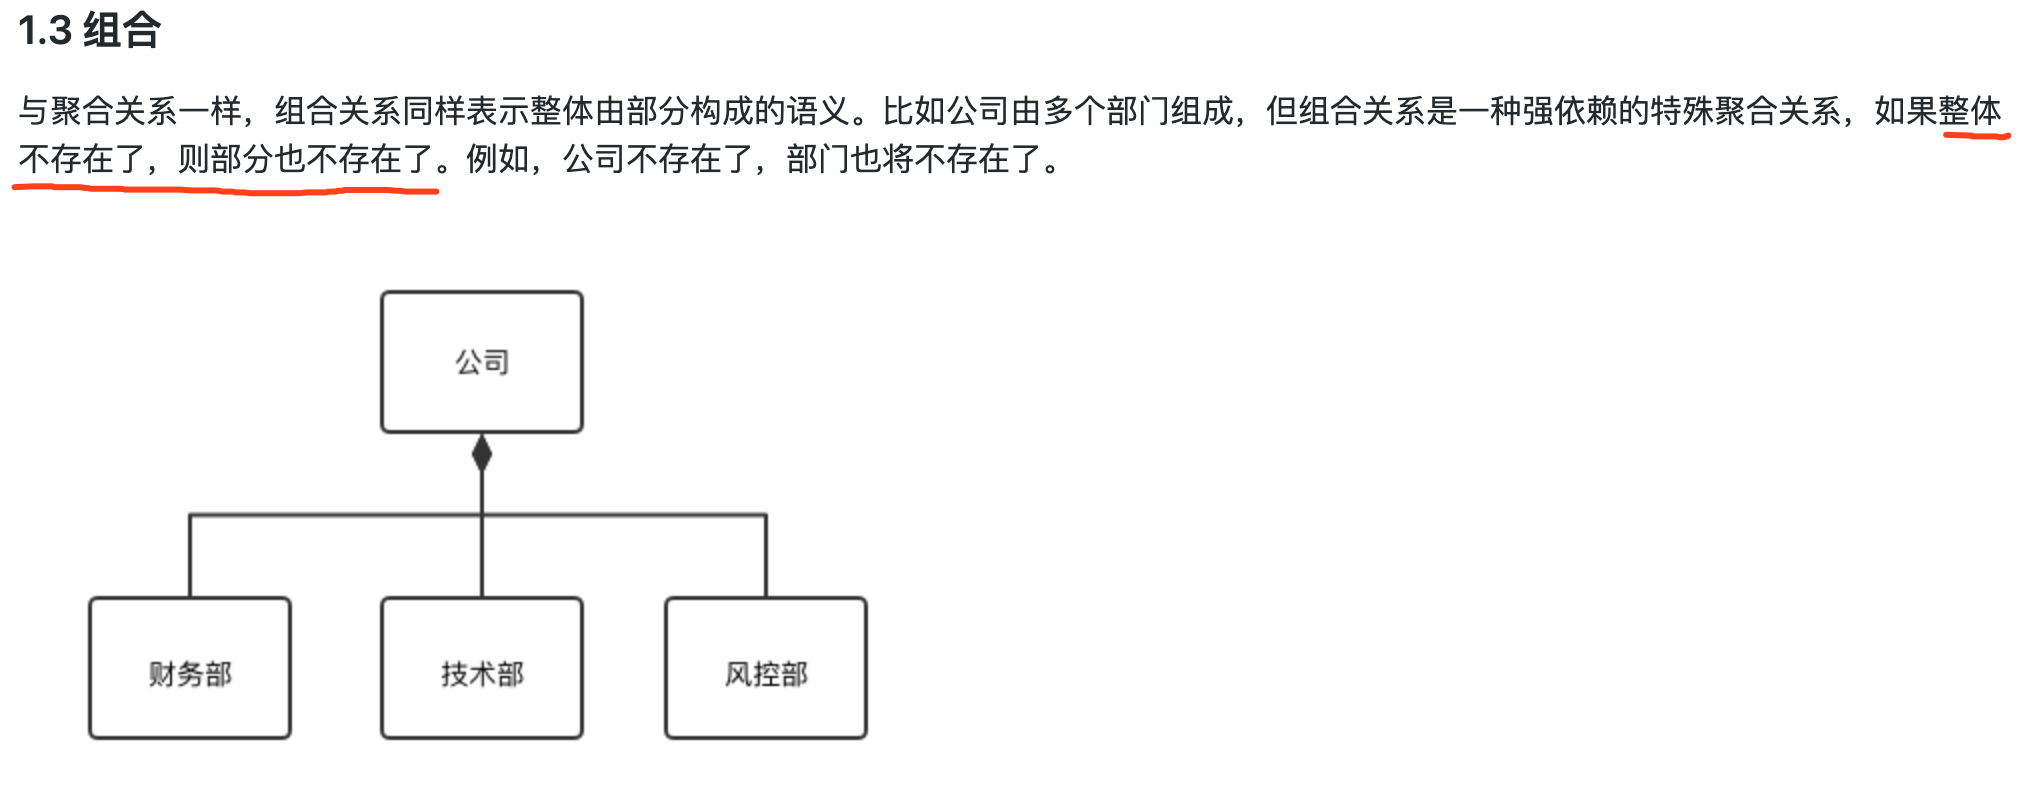 1.3 组合
与聚合关系一样，组合关系同样表示整体由部分构成的语义。比如公司由多个部门组成，但组合关系是一种强依赖的特殊聚合关系，如果整体
不存在了，则部分也不存在了。例如，公司不存在了，部门也将不存在了。
公司
财务部
技术部
风控部